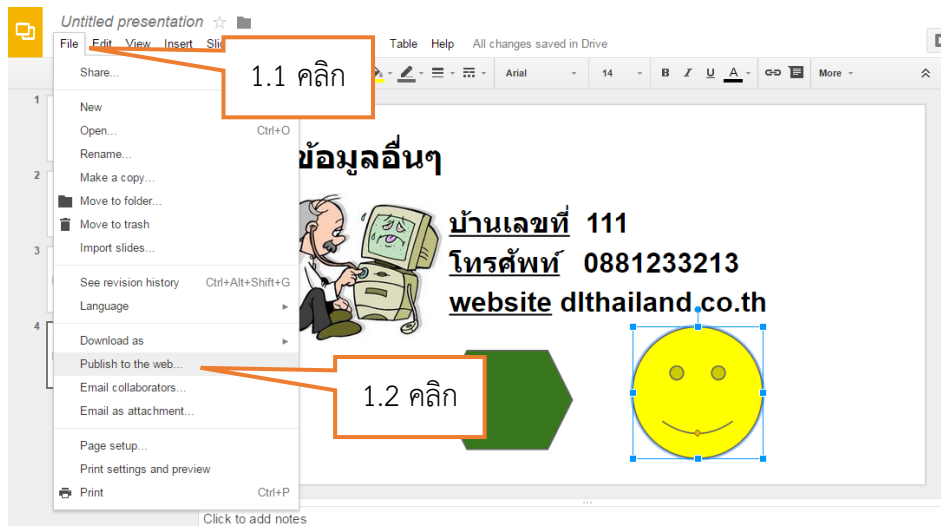 Untitled presentation
File Edit View Insert Table Help All changes saved in Drive
1.1 คลิก
Arial 14 B I U A More
Share...
New
Open... Ctrl+O
Rename...
Make a copy...
Move to folder...
Move to trash
Import slides...
See revision history Ctrl+Alt+Shift+G
Language
Download as
Publish to the web...
Email collaborators...
Email as attachment...
Page setup...
Print settings and preview
Print Ctrl+P
1
2
3
4
ข้อมูลอื่นๆ
บ้านเลขที่ 111
โทรศัพท์ 0881233213
website dlthailand.co.th
1.2 คลิก
Click to add notes